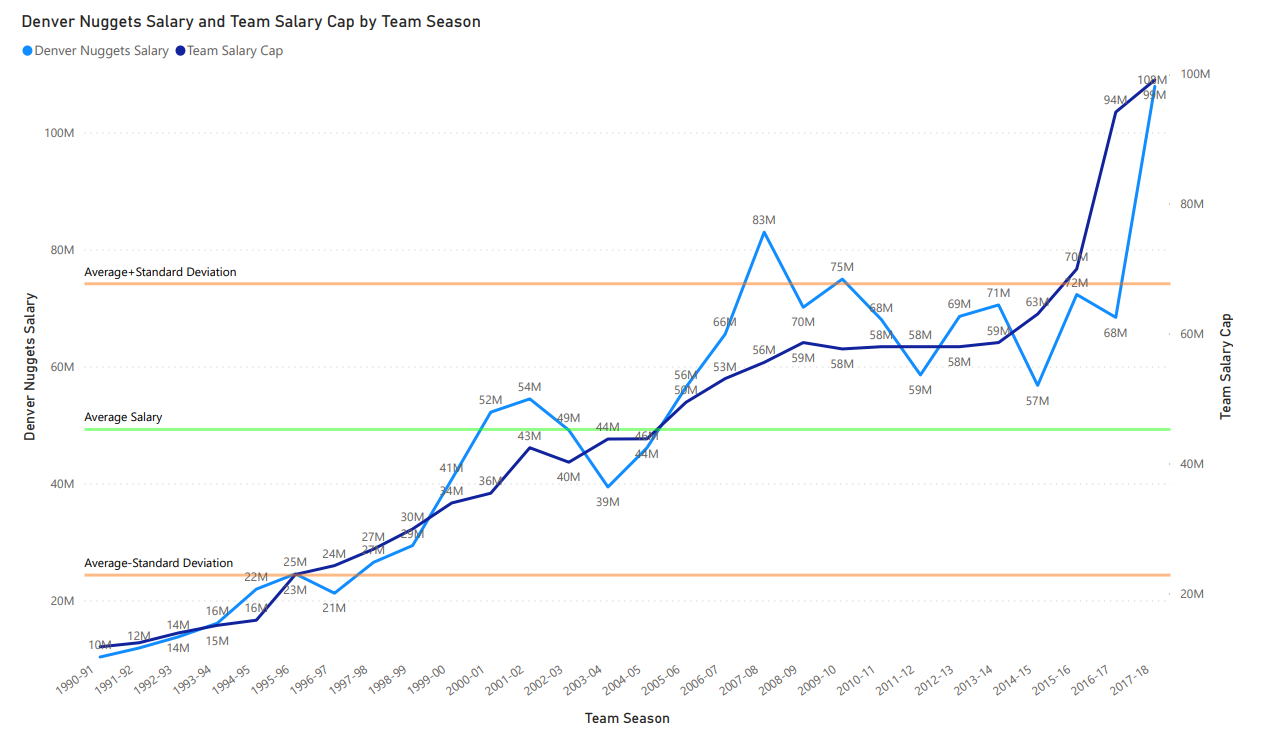 Denver Nuggets Salary and Team Salary Cap by Team Season
Denver Nuggets Salary Team Salary Cap
100M
80M
60M
40M
20M
Denver Nuggets Salary
Average+Standard Deviation
Average Salary
Average-Standard Deviation
10M
12M
14M
14M
16M
15M
22M
16M
25M
23M
24M
21M
27M
27M
30M
29M
41M
34M
52M
36M
54M
43M
49M
40M
44M
39M
46M
44M
56M
50M
66M
53M
83M
56M
70M
59M
75M
58M
68M
58M
58M
59M
69M
58M
71M
59M
63M
57M
70M
72M
94M
68M
108M
99M
100M
80M
60M
40M
20M
Team Salary Cap
1990-91
1991-92
1992-93
1993-94
1994-95
1995-96
1996-97
1997-98
1998-99
1999-00
2000-01
2001-02
2002-03
2003-04
2004-05
2005-06
2006-07
2007-08
2008-09
2009-10
2010-11
2011-12
2012-13
2013-14
2014-15
2015-16
2016-17
2017-18
Team Season